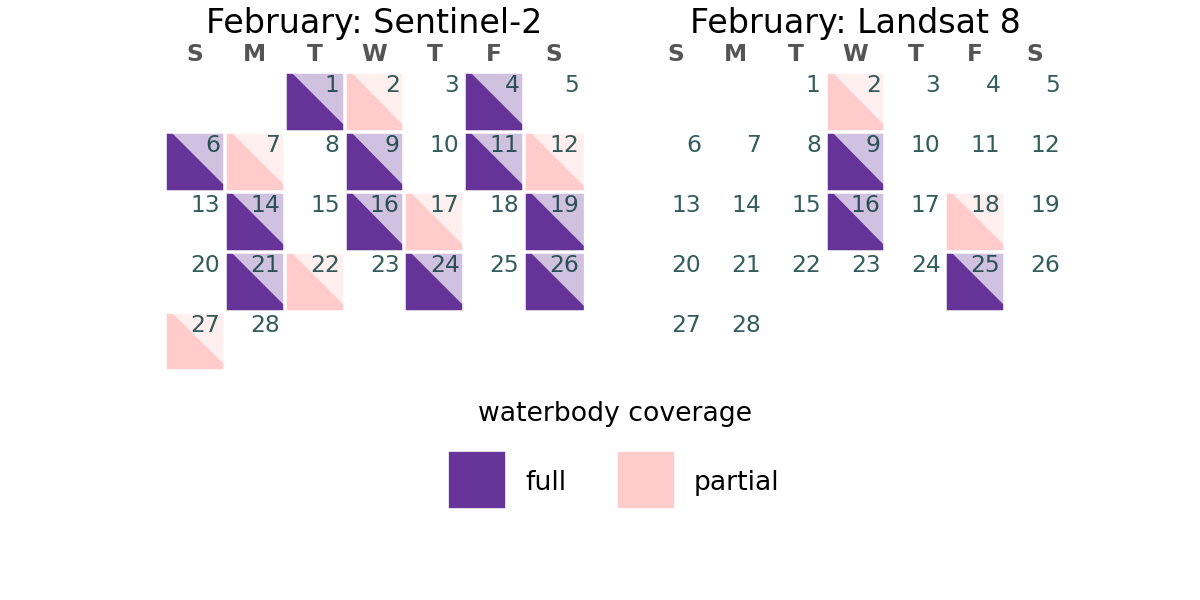 February: Sentinel-2
S M T W T F S
1 2 3 4 5
6 7 8 9 10 11 12
13 14 15 16 17 18 19
20 21 22 23 24 25 26
27 28
February: Landsat 8
S M T W T F S
1 2 3 4 5
6 7 8 9 10 11 12
13 14 15 16 17 18 19
20 21 22 23 24 25 26
27 28
waterbody coverage
full partial